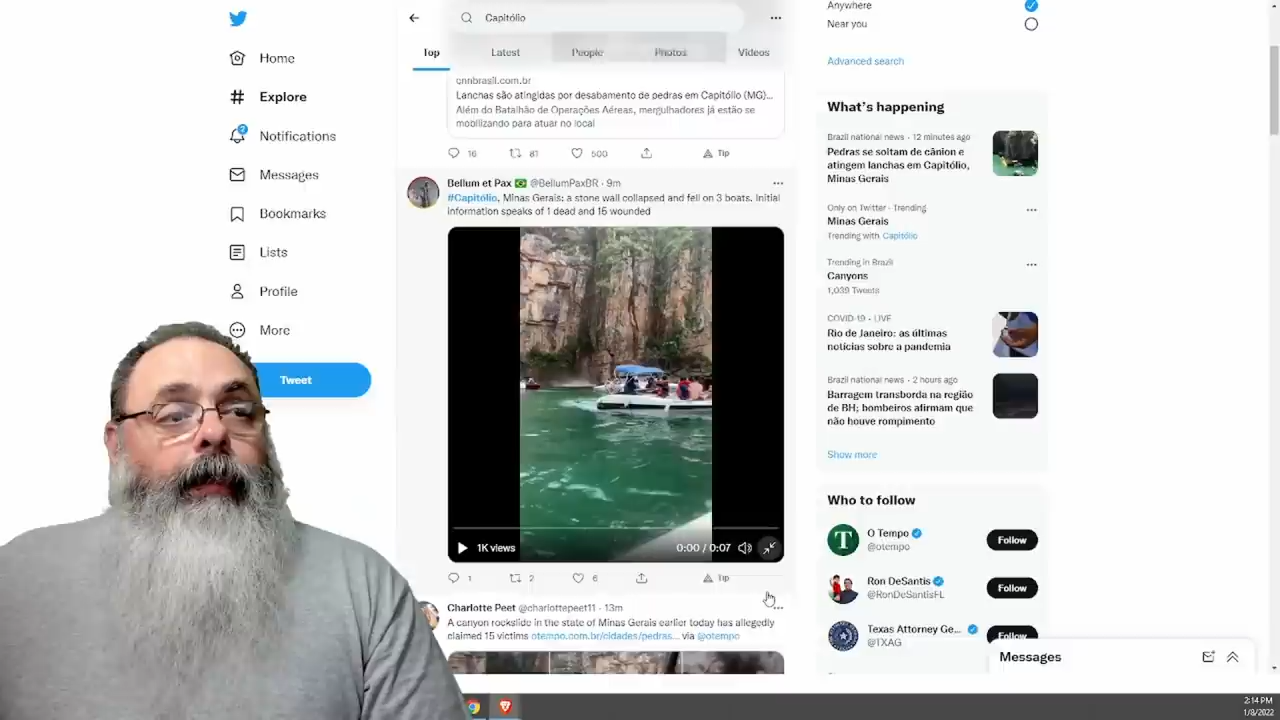 Home
Explore
2
Notifications
Messages
Bookmarks
Lists
Profile
More
Tweet
Capitólio
Top
Latest
People
Photos
Videos
cnnbrasil.com.br
Lanchas são atingidas por desabamento de pedras em Capitólio (MG)...
Além do Batalhão de Operações Aéreas, mergulhadores já estão se
mobilizando para atuar no local
16
81
500
Tip
Bellum et Pax 🇧🇷 @BellumPaxBR · 9m
#Capitólio, Minas Gerais: a stone wall collapsed and fell on 3 boats. Initial
information speaks of 1 dead and 15 wounded
1K views
0:00 / 0:07
1
2
6
Tip
Charlotte Peet @charlottepeet11 · 13m
A canyon rockslide in the state of Minas Gerais earlier today has allegedly
claimed 15 victims otempo.com.br/cidades/pedras... via @otempo
Anywhere
Near you
Advanced search
What's happening
Brazil national news · 12 minutes ago
Pedras se soltam de cânion e
atingem lanchas em Capitólio,
Minas Gerais
Only on Twitter · Trending
Minas Gerais
Trending with Capitólio
Trending in Brazil
Canyons
1,039 Tweets
COVID-19 · LIVE
Rio de Janeiro: as últimas
notícias sobre a pandemia
Brazil national news · 2 hours ago
Barragem transborda na região
de BH; bombeiros afirmam que
não houve rompimento
Show more
Who to follow
T
O Tempo
@otempo
Follow
Ron DeSantis
@RonDeSantisFL
Follow
Texas Attorney Ge...
@TXAG
Follow
Messages
2:14 PM
1/8/2022